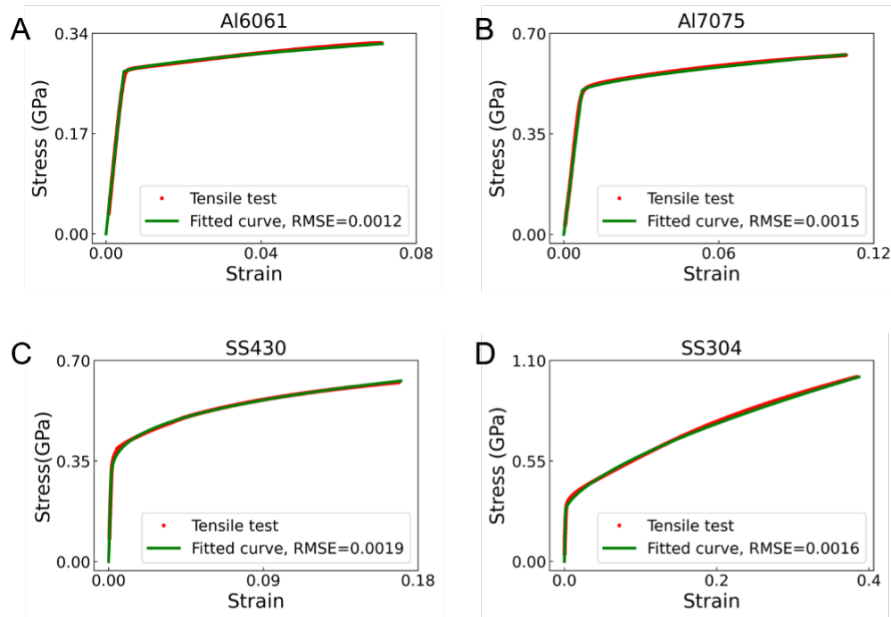 A
Al6061
Stress (GPa)
0.34
0.17
0.00
Tensile test
Fitted curve, RMSE=0.0012
0.00
0.04
0.08
Strain
B
Al7075
Stress (GPa)
0.70
0.35
0.00
Tensile test
Fitted curve, RMSE=0.0015
0.00
0.06
0.12
Strain
C
SS430
Stress(GPa)
0.70
0.35
0.00
Tensile test
Fitted curve, RMSE=0.0019
0.00
0.09
0.18
Strain
D
SS304
Stress (GPa)
1.10
0.55
0.00
Tensile test
Fitted curve, RMSE=0.0016
0.0
0.2
0.4
Strain